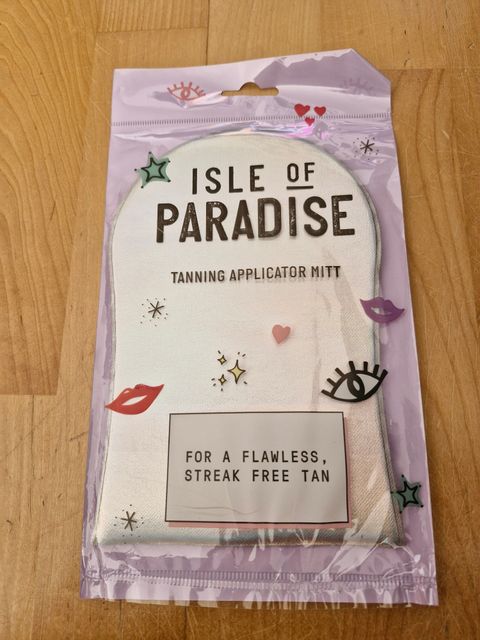 ISLE OF
PARADISE
TANNING APPLICATOR MITT
FOR A FLAWLESS,
STREAK FREE TAN